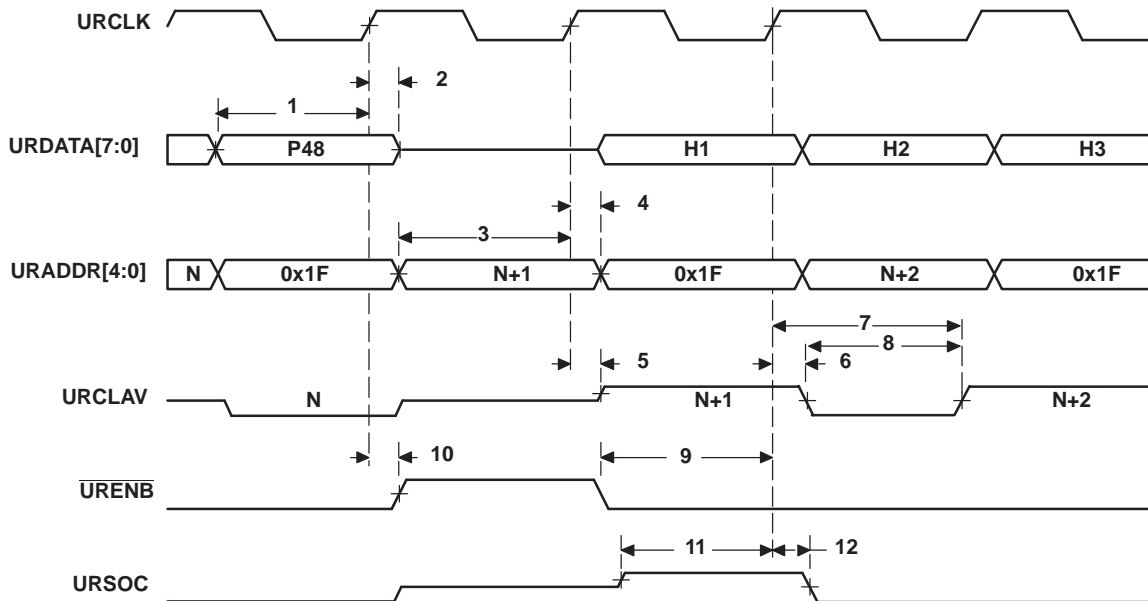 URCLK
2
1
URDATA[7:0] P48 H1 H2 H3
4
3
URADDR[4:0] N 0x1F N+1 0x1F N+2 0x1F
7
8
5 6
URCLAV N N+1 N+2
10 9
URENB
11 12
URSOC